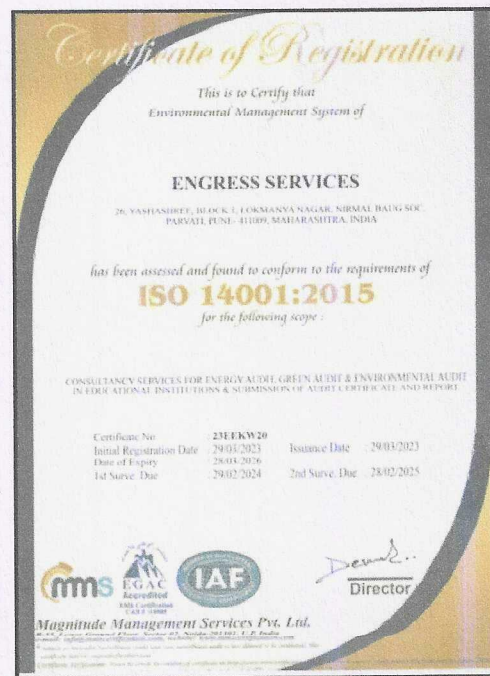 Certificate of Registration
This is to Certify that
Environmental Management System of
ENGRESS SERVICES
26, YASHASHREE, BLOCK 1, LOKMANYA NAGAR, NIRMAL BAUG SOC.
PARVATI, PUNE- 411009, MAHARASHTRA, INDIA
has been assessed and found to conform to the requirements of
ISO 14001:2015
for the following scope :
CONSULTANCY SERVICES FOR ENERGY AUDIT, GREEN AUDIT & ENVIRONMENTAL AUDIT
IN EDUCATIONAL INSTITUTIONS & SUBMISSION OF AUDIT CERTIFICATE AND REPORT
Certificate No : 23EEKW20
Initial Registration Date : 29/03/2023 Issuance Date : 29/03/2023
Date of Expiry : 28/03/2026
1st Surve. Due : 29/02/2024 2nd Surve. Due : 28/02/2025
mms
EGAC
Accredited
EMS Certification
IAF
Director
Magnitude Management Services Pvt. Ltd.